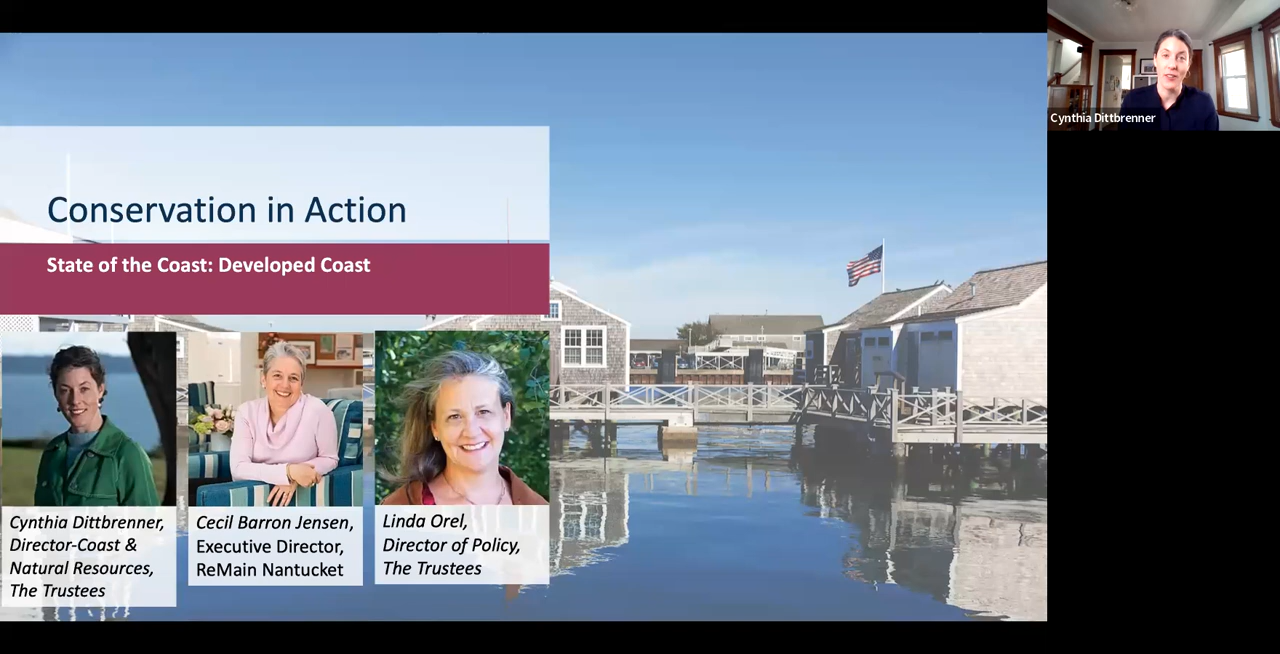 Conservation in Action
State of the Coast: Developed Coast
Cynthia Dittbrenner,
Director-Coast &
Natural Resources,
The Trustees
Cecil Barron Jensen,
Executive Director,
ReMain Nantucket
Linda Orel,
Director of Policy,
The Trustees
Cynthia Dittbrenner